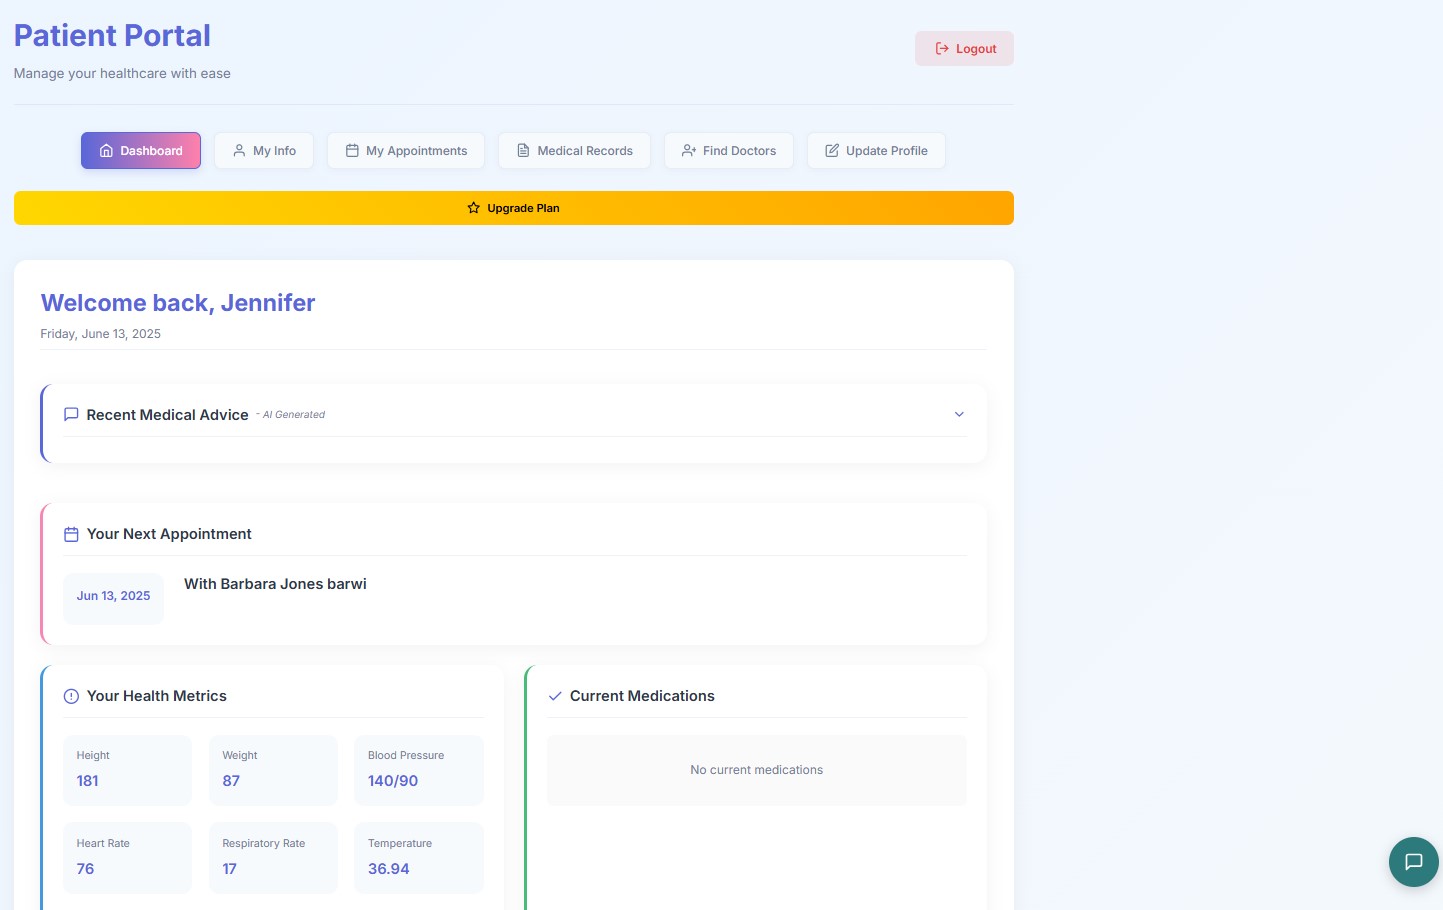 Patient Portal
Manage your healthcare with ease
Logout
Dashboard
My Info
My Appointments
Medical Records
Find Doctors
Update Profile
Upgrade Plan
Welcome back, Jennifer
Friday, June 13, 2025
Recent Medical Advice - AI Generated
Your Next Appointment
Jun 13, 2025
With Barbara Jones barwi
Your Health Metrics
Height
181
Weight
87
Blood Pressure
140/90
Heart Rate
76
Respiratory Rate
17
Temperature
36.94
Current Medications
No current medications